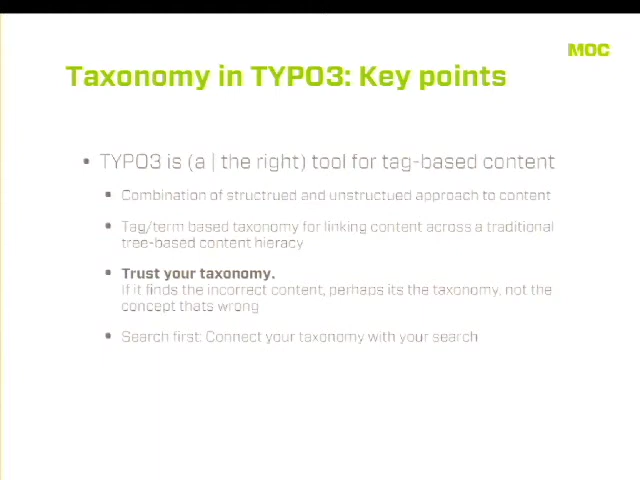 MOC
Taxonomy in TYPO3: Key points
• TYPO3 is (a | the right) tool for tag-based content
• Combination of structrued and unstructued approach to content
• Tag/term based taxonomy for linking content across a traditional
tree-based content hieracy
• Trust your taxonomy.
If it finds the incorrect content, perhaps its the taxonomy, not the
concept thats wrong
• Search first: Connect your taxonomy with your search